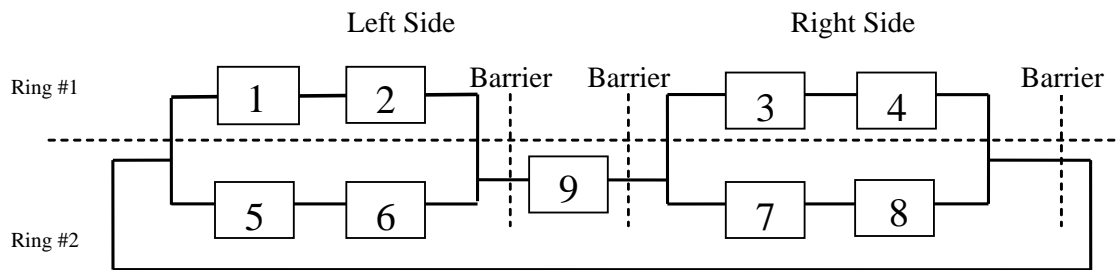 Left Side Right Side
Ring #1 Barrier Barrier Barrier
1 2 3 4
9
5 6 7 8
Ring #2